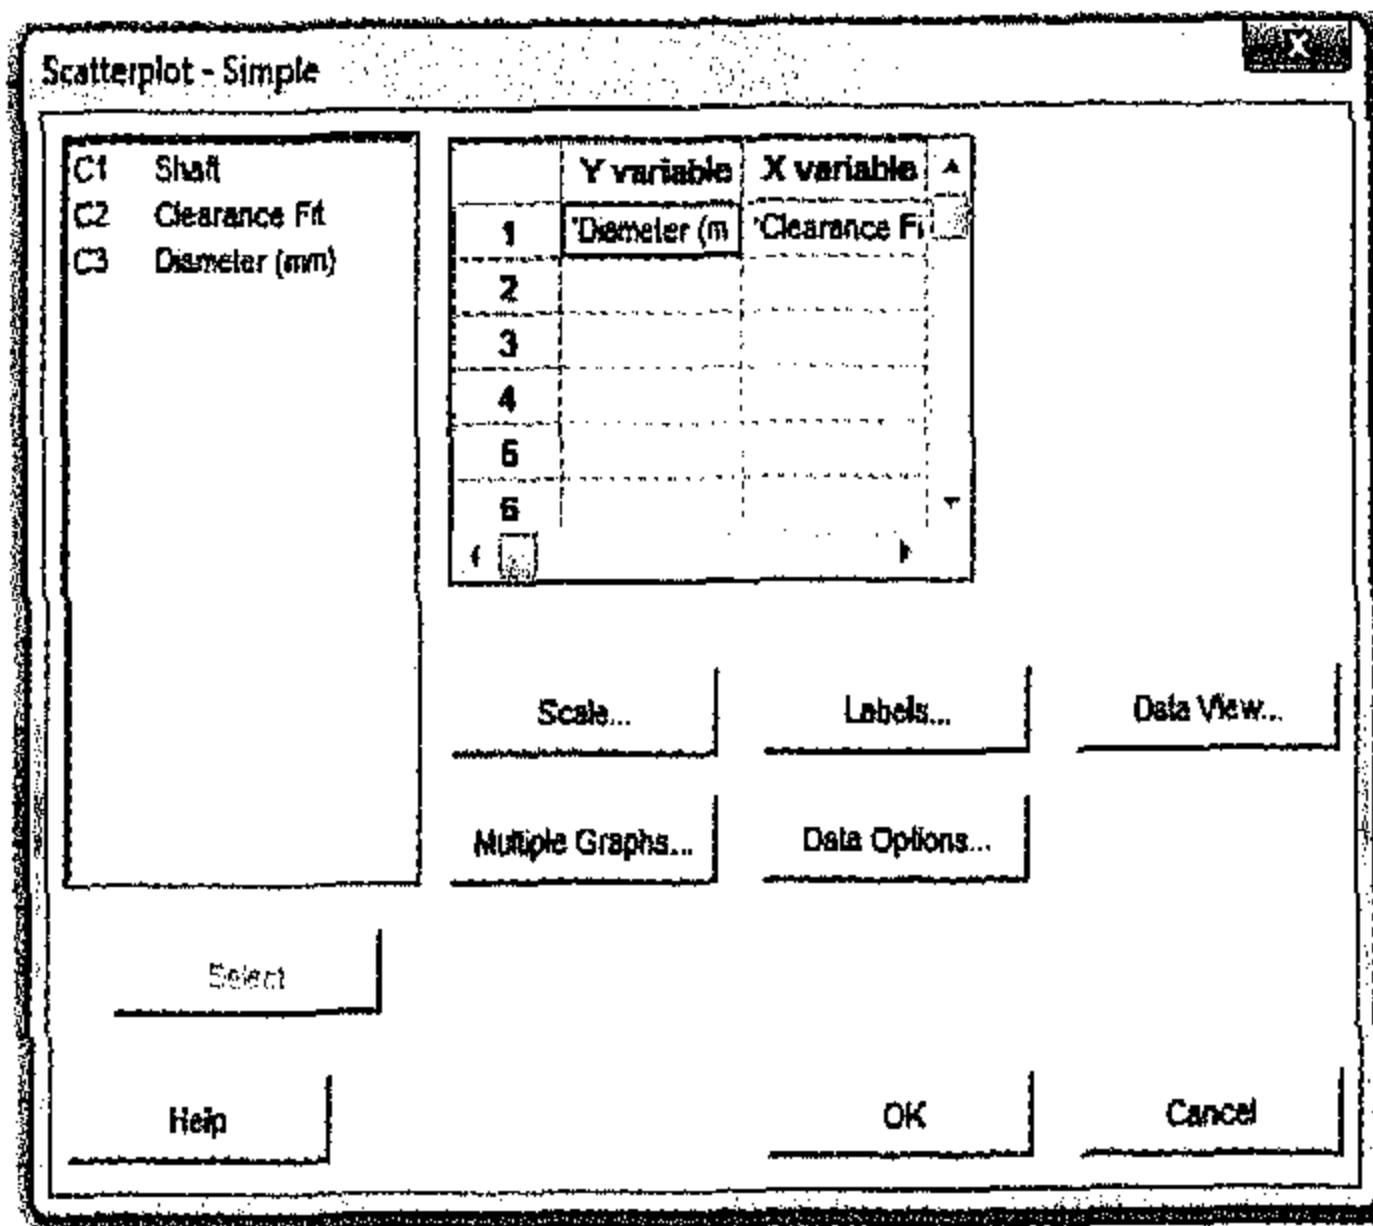 Scatterplot - Simple
X
C1 Shaft
C2 Clearance Fit
C3 Diameter (mm)
Y variable X variable
1 'Diameter (m 'Clearance Fi
2
3
4
5
6
Scale... Labels... Data View...
Multiple Graphs... Data Options...
Select
Help OK Cancel